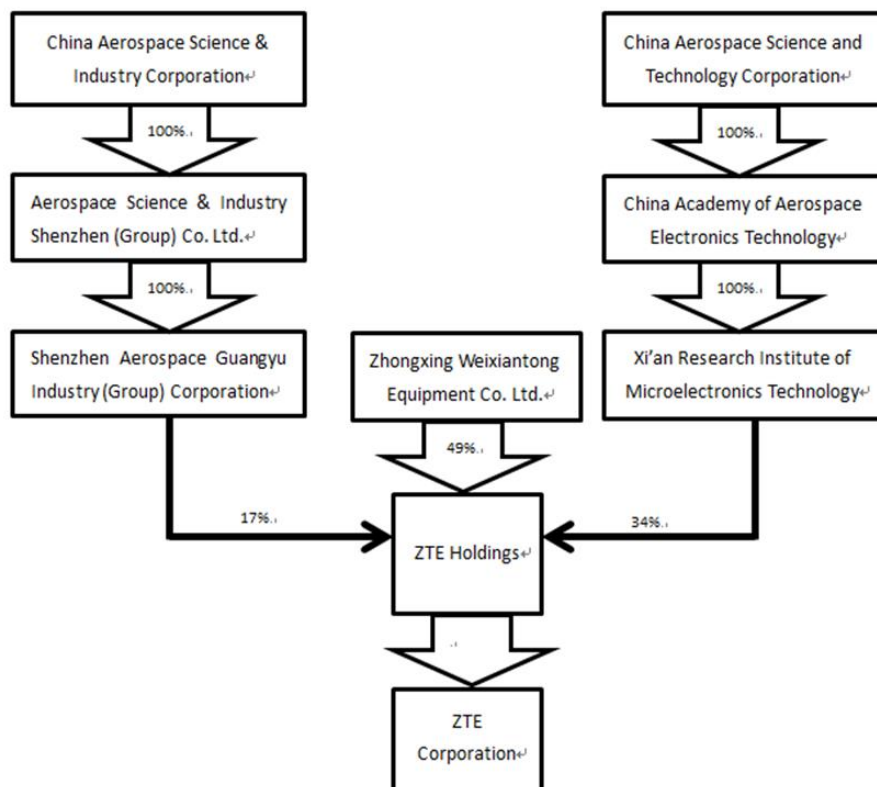 China Aerospace Science &
Industry Corporation↵
China Aerospace Science and
Technology Corporation↵
100%.↓
100%.↓
Aerospace Science & Industry
Shenzhen (Group) Co. Ltd.↵
China Academy of Aerospace
Electronics Technology↵
100%.↓
100%.↓
Shenzhen Aerospace Guangyu
Industry (Group) Corporation↵
Zhongxing Weixiantong
Equipment Co. Ltd.↵
Xi'an Research Institute of
Microelectronics Technology↵
49%.↓
17%.↓
34%.↓
ZTE Holdings↵
.↓
ZTE
Corporation↵